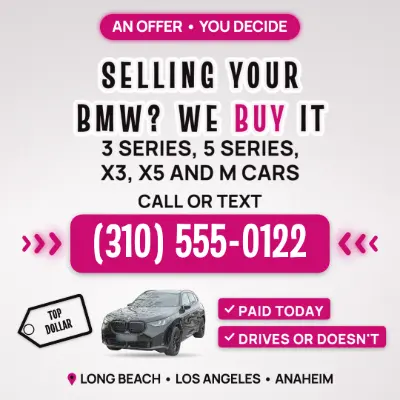 AN OFFER • YOU DECIDE
SELLING YOUR
BMW? WE BUY IT
3 SERIES, 5 SERIES,
X3, X5 AND M CARS
CALL OR TEXT
(310) 555-0122
TOP
DOLLAR
PAID TODAY
DRIVES OR DOESN'T
LONG BEACH • LOS ANGELES • ANAHEIM